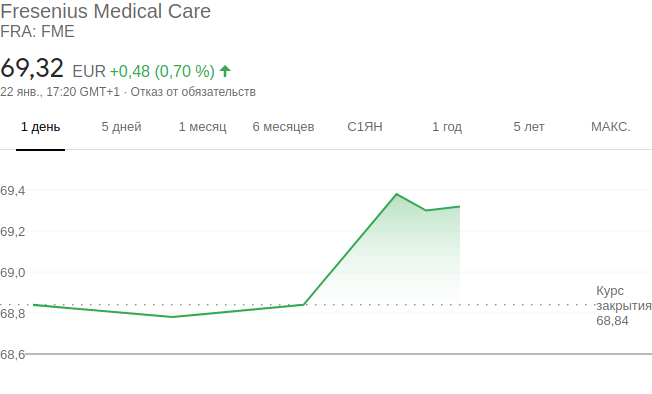 Fresenius Medical Care
FRA: FME
69,32 EUR +0,48 (0,70 %)
22 янв., 17:20 GMT+1 · Отказ от обязательств
1 день 5 дней 1 месяц 6 месяцев С1ЯН 1 год 5 лет МАКС.
69,4
69,2
69,0
68,8
68,6
Курс
закрытия
68,84